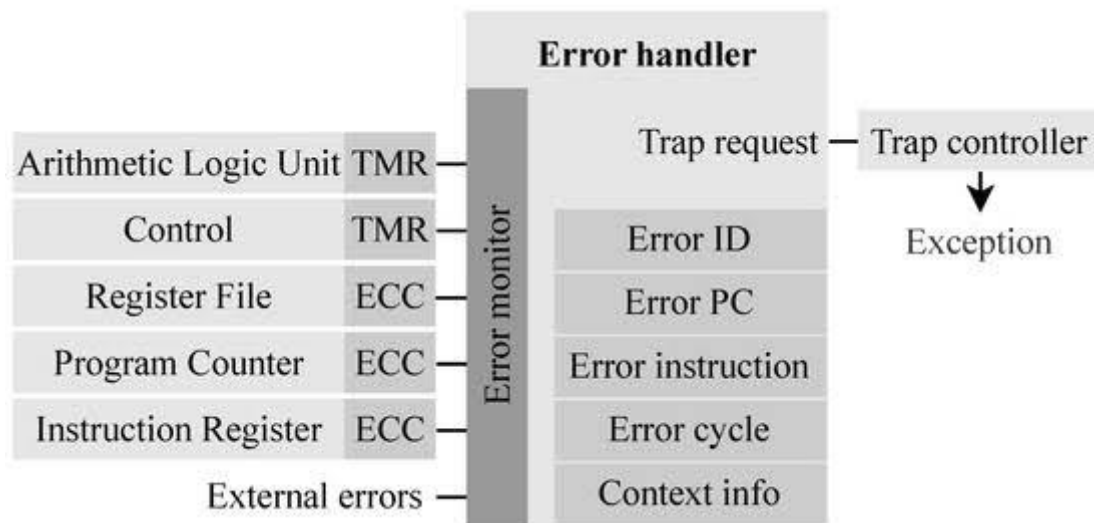 Error handler
Arithmetic Logic Unit TMR
Control TMR
Register File ECC
Program Counter ECC
Instruction Register ECC
External errors
Error monitor
Trap request
Error ID
Error PC
Error instruction
Error cycle
Context info
Trap controller
Exception